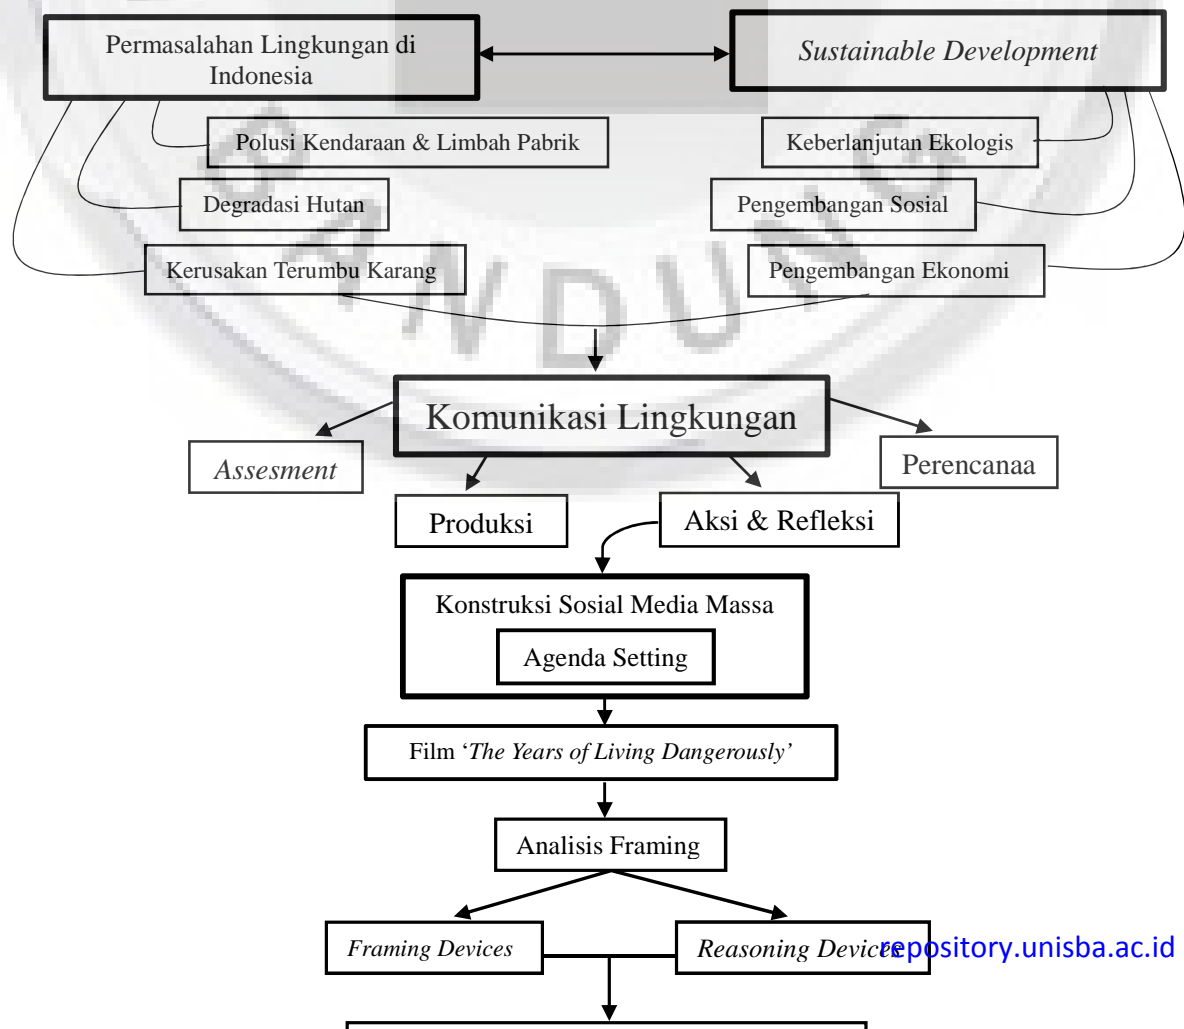 Permasalahan Lingkungan di
Indonesia
Sustainable Development
Polusi Kendaraan & Limbah Pabrik
Keberlanjutan Ekologis
Degradasi Hutan
Pengembangan Sosial
Kerusakan Terumbu Karang
Pengembangan Ekonomi
BANDUNG
Komunikasi Lingkungan
Assesment
Perencanaa
Produksi
Aksi & Refleksi
Konstruksi Sosial Media Massa
Agenda Setting
Film ‘The Years of Living Dangerously’
Analisis Framing
Framing Devices
Reasoning Devices
repository.unisba.ac.id